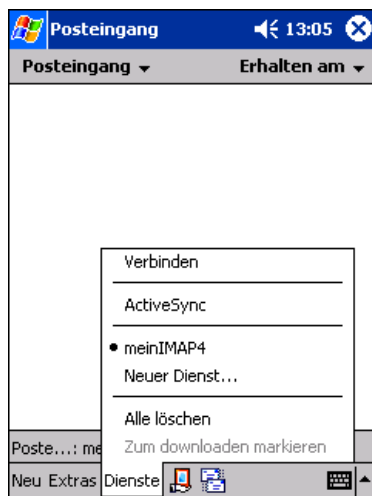 Posteingang 13:05
Posteingang Erhalten am
Verbinden
ActiveSync
meinIMAP4
Neuer Dienst...
Alle löschen
Poste...: me Zum downloaden markieren
Neu Extras Dienste